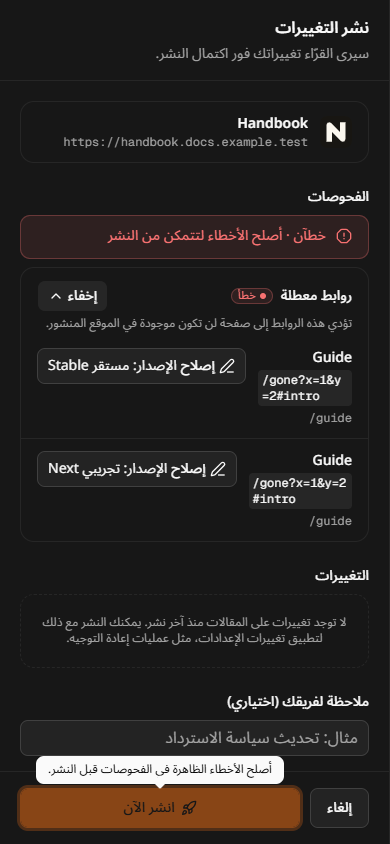 نشر التغييرات
سيرى القرّاء تغييراتك فور اكتمال النشر.
Handbook
https://handbook.docs.example.test
الفحوصات
خطآن · أصلح الأخطاء لتتمكن من النشر
روابط معطلة
خطأ
إخفاء
تؤدي هذه الروابط إلى صفحة لن تكون موجودة في الموقع المنشور.
Guide
/gone?x=1&y
=2#intro
/guide
إصلاح الإصدار: مستقر Stable
Guide
/gone?x=1&y=2
#intro
/guide
إصلاح الإصدار: تجريبي Next
التغييرات
لا توجد تغييرات على المقالات منذ آخر نشر. يمكنك النشر مع ذلك
لتطبيق تغييرات الإعدادات، مثل عمليات إعادة التوجيه.
ملاحظة لفريقك (اختياري)
مثال: تحديث سياسة الاسترداد
أصلح الأخطاء الظاهرة في الفحوصات قبل النشر.
إلغاء
انشر الآن